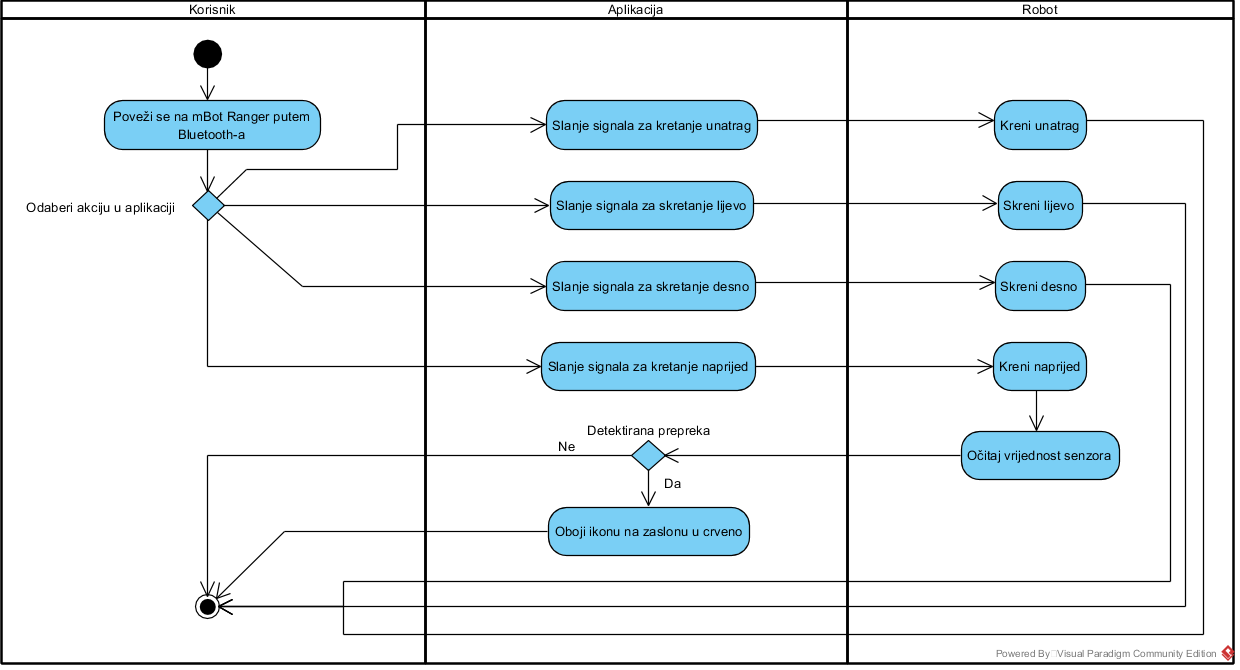 Korisnik
Aplikacija
Robot
Poveži se na mBot Ranger putem
Bluetooth-a
Slanje signala za kretanje unatrag
Kreni unatrag
Odaberi akciju u aplikaciji
Slanje signala za skretanje lijevo
Skreni lijevo
Slanje signala za skretanje desno
Skreni desno
Slanje signala za kretanje naprijed
Kreni naprijed
Detektirana prepreka
Ne
Očitaj vrijednost senzora
Da
Oboji ikonu na zaslonu u crveno
Powered By Visual Paradigm Community Edition